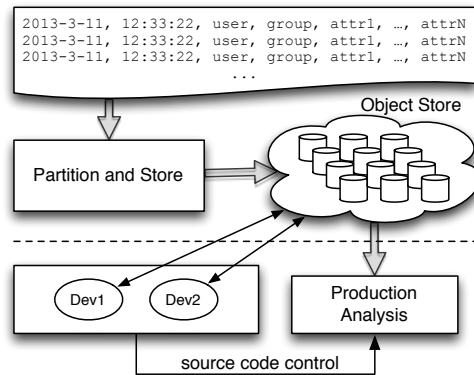 2013-3-11, 12:33:22, user, group, attr1, …, attrN
2013-3-11, 12:33:22, user, group, attr1, …, attrN
2013-3-11, 12:33:22, user, group, attr1, …, attrN
...
Object Store
Partition and Store
Dev1
Dev2
Production
Analysis
source code control